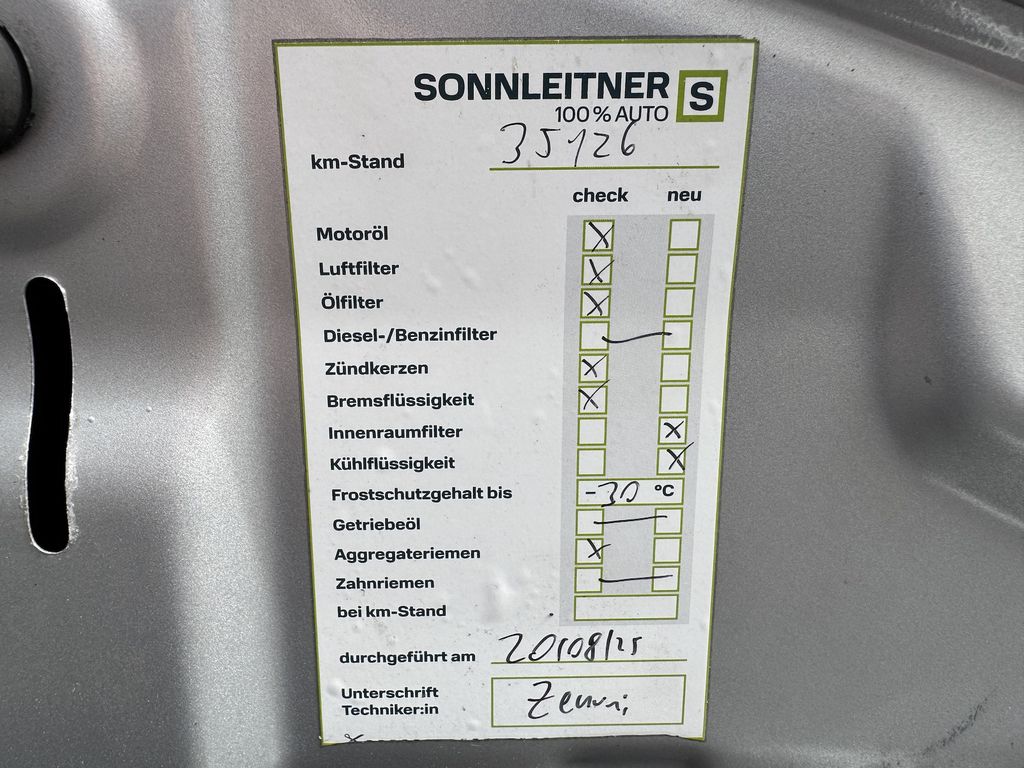 SONNLEITNER S
100 % AUTO
km-Stand 35126
check neu
Motoröl X
Luftfilter X
Ölfilter X
Diesel-/Benzinfilter
Zündkerzen X
Bremsflüssigkeit X
Innenraumfilter X
Kühlflüssigkeit X
Frostschutzgehalt bis -30 °C
Getriebeöl
Aggregateriemen X
Zahnriemen
bei km-Stand
durchgeführt am 20/08/25
Unterschrift
Techniker:in